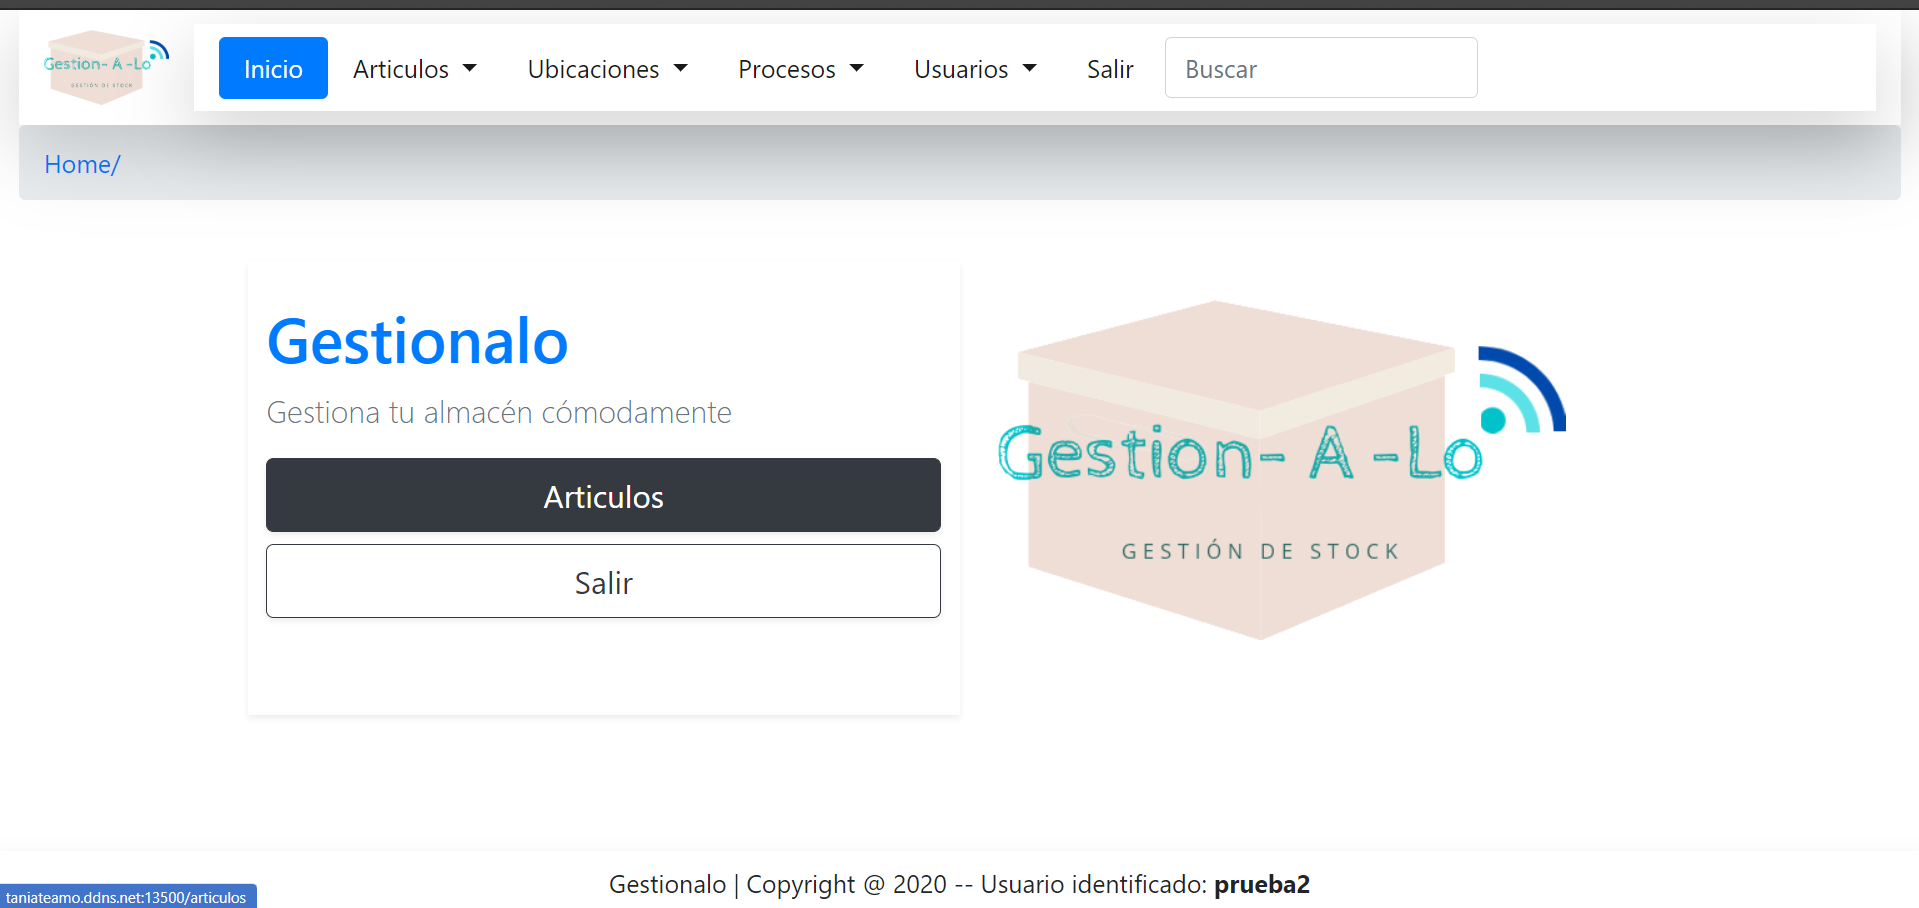 Gestion- A -Lo
GESTIÓN DE STOCK
Inicio
Articulos
Ubicaciones
Procesos
Usuarios
Salir
Buscar
Home/
Gestionalo
Gestiona tu almacén cómodamente
Articulos
Salir
Gestion- A -Lo
GESTIÓN DE STOCK
Gestionalo | Copyright @ 2020 -- Usuario identificado: prueba2
taniateamo.ddns.net:13500/articulos